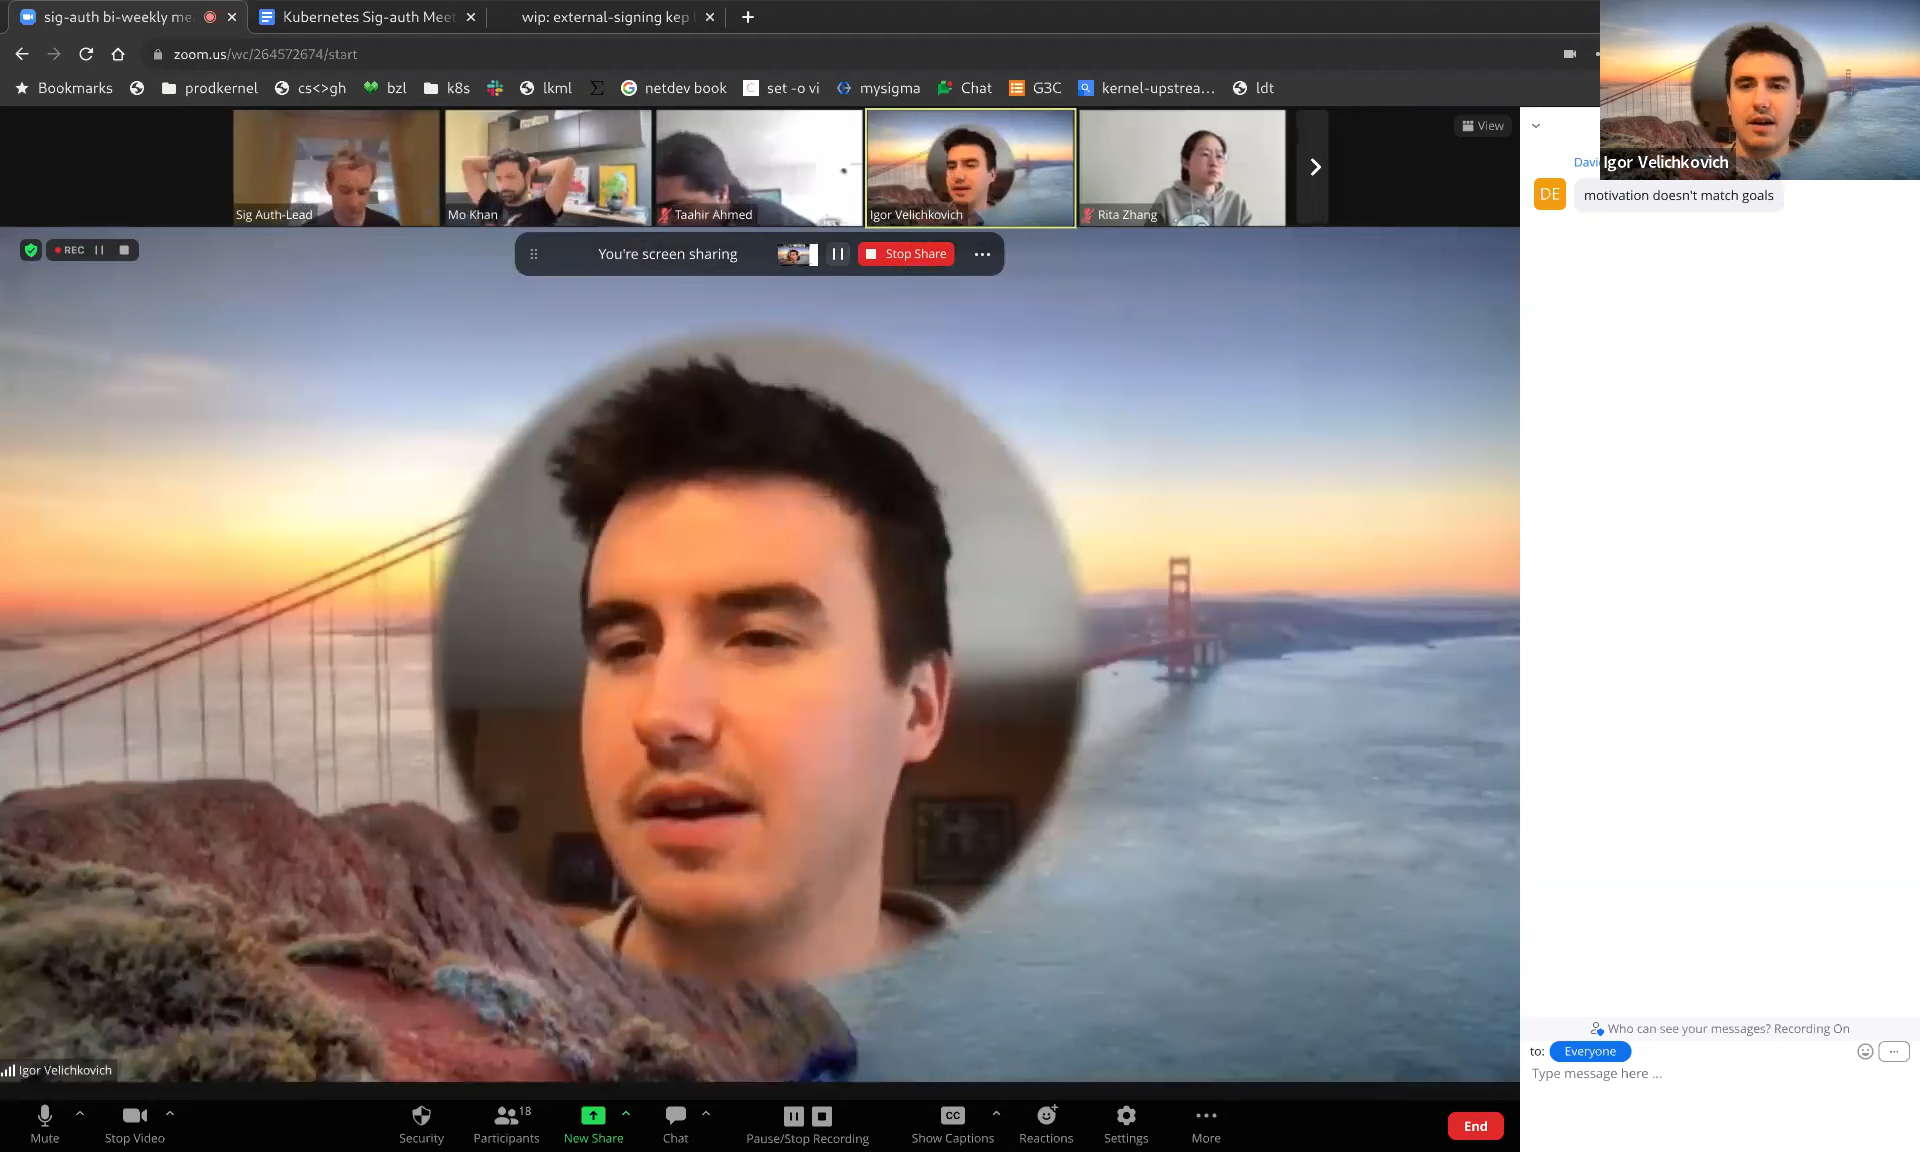 sig-auth bi-weekly me
Kubernetes Sig-auth Meet
wip: external-signing kep
zoom.us/wc/264572674/start
Bookmarks
prodkernel
cs<>gh
bzl
k8s
lkml
netdev book
set -o vi
mysigma
Chat
G3C
kernel-upstrea...
ldt
Sig Auth-Lead
Mo Khan
Taahir Ahmed
Igor Velichkovich
Rita Zhang
View
Igor Velichkovich
Davi
DE
motivation doesn't match goals
REC
You're screen sharing
Stop Share
Igor Velichkovich
Who can see your messages? Recording On
to: Everyone
Type message here ...
Mute
Stop Video
Security
18
Participants
New Share
Chat
Pause/Stop Recording
CC
Show Captions
Reactions
Settings
More
End